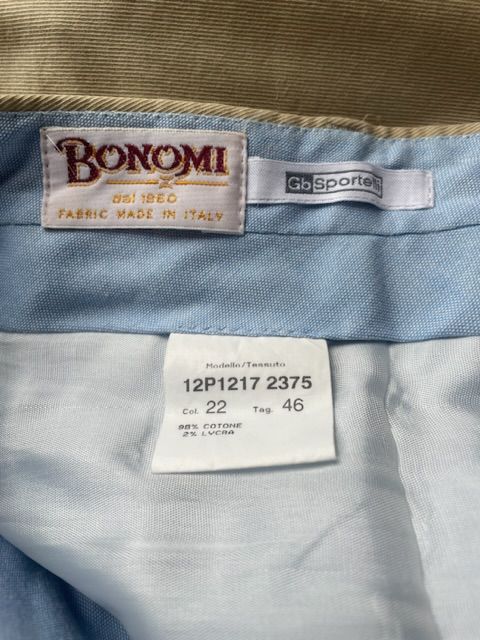 BONOMI
dal 1950
FABRIC MADE IN ITALY
Gb Sportelli
Modello/Tessuto
12P1217 2375
Col. 22 Tag. 46
98% COTONE
2% LYCRA